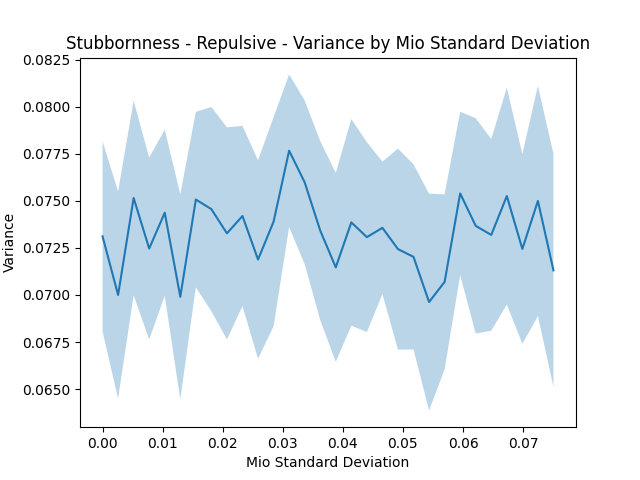 Stubbornness - Repulsive - Variance by Mio Standard Deviation
0.0825
0.0800
0.0775
0.0750
0.0725
0.0700
0.0675
0.0650
Variance
0.00 0.01 0.02 0.03 0.04 0.05 0.06 0.07
Mio Standard Deviation